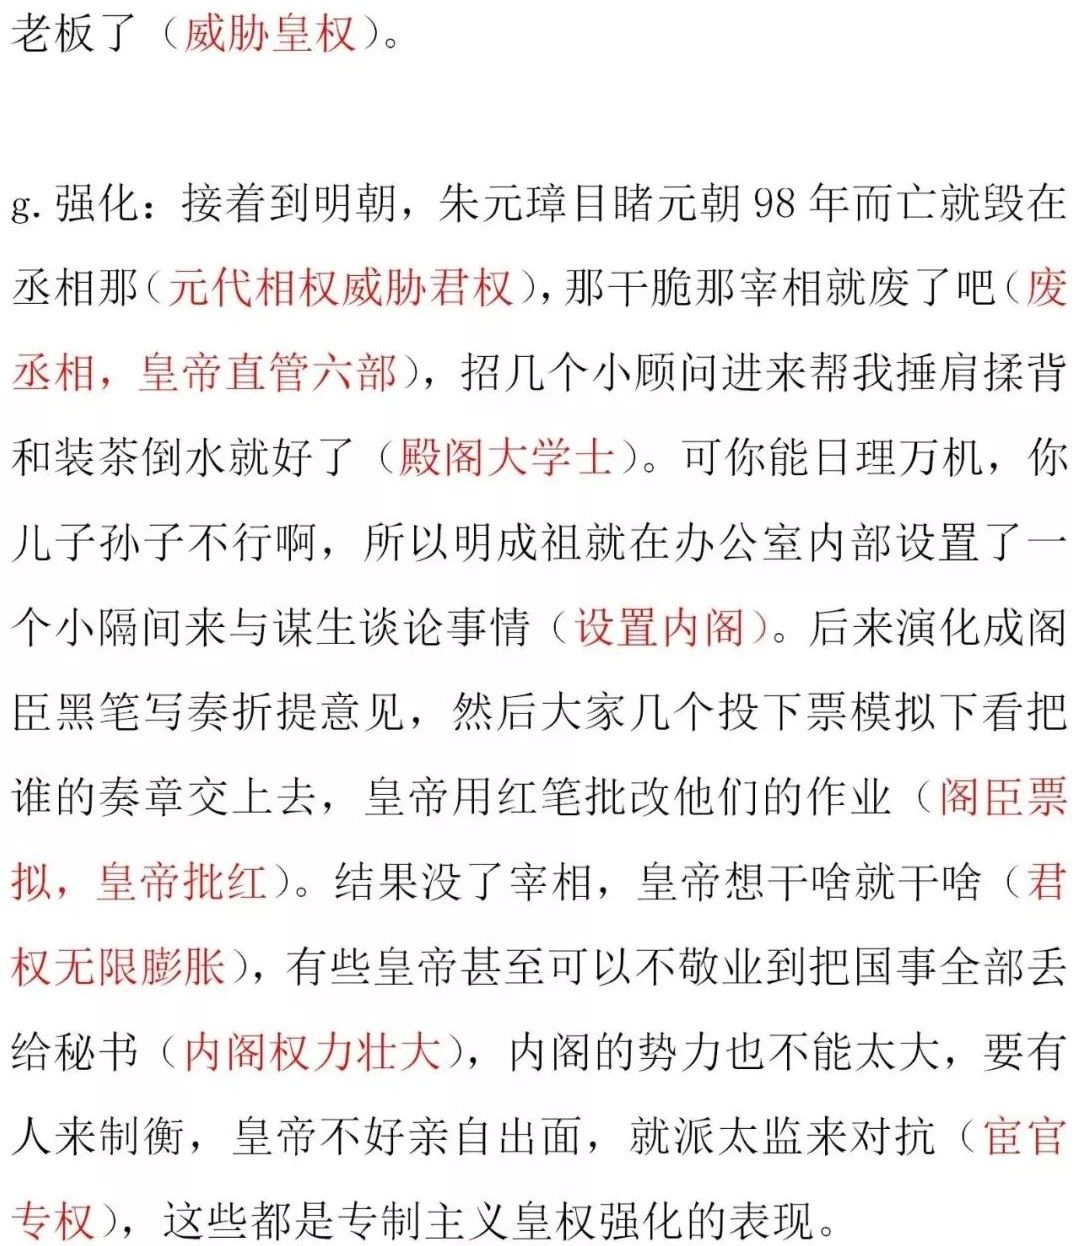 老板了（威胁皇权）。
g. 强化：接着到明朝，朱元璋目睹元朝 98 年而亡就毁在
丞相那（元代相权威胁君权），那干脆那宰相就废了吧（废
丞相，皇帝直管六部），招几个小顾问进来帮我捶肩揉背
和装茶倒水就好了（殿阁大学士）。可你能日理万机，你
儿子孙子不行啊，所以明成祖就在办公室内部设置了一
个小隔间来与谋生谈论事情（设置内阁）。后来演化成阁
臣黑笔写奏折提意见，然后大家几个投下票模拟下看把
谁的奏章交上去，皇帝用红笔批改他们的作业（阁臣票
拟，皇帝批红）。结果没了宰相，皇帝想干啥就干啥（君
权无限膨胀），有些皇帝甚至可以不敬业到把国事全部丢
给秘书（内阁权力壮大），内阁的势力也不能太大，要有
人来制衡，皇帝不好亲自出面，就派太监来对抗（宦官
专权），这些都是专制主义皇权强化的表现。